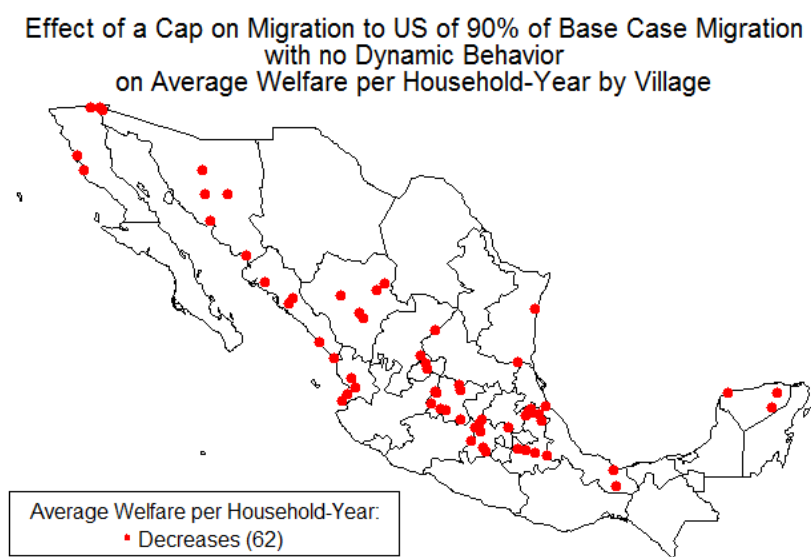 Effect of a Cap on Migration to US of 90% of Base Case Migration
with no Dynamic Behavior
on Average Welfare per Household-Year by Village
Average Welfare per Household-Year:
Decreases (62)